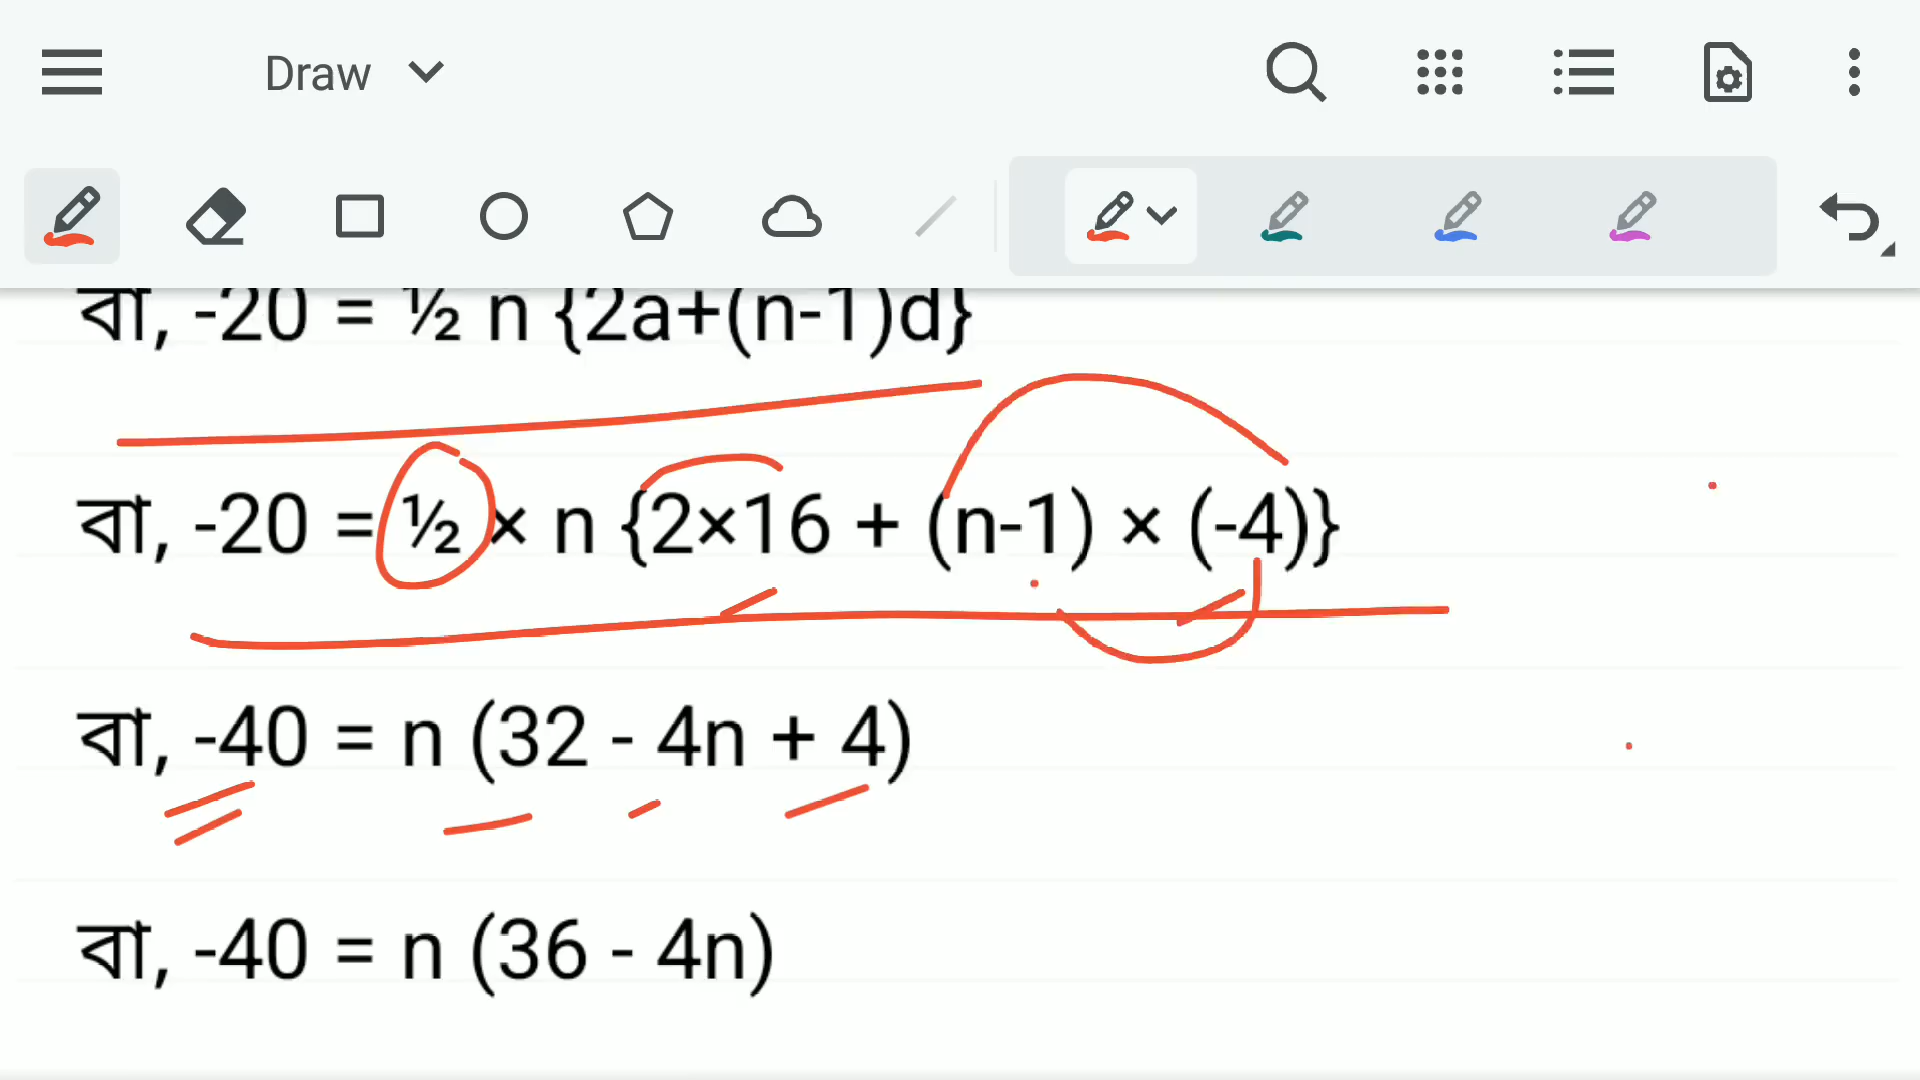 Draw
বা, -20 = ½ n {2a+(n-1)d}
বা, -20 = ½ × n {2×16 + (n-1) × (-4)}
বা, -40 = n (32 - 4n + 4)
বা, -40 = n (36 - 4n)